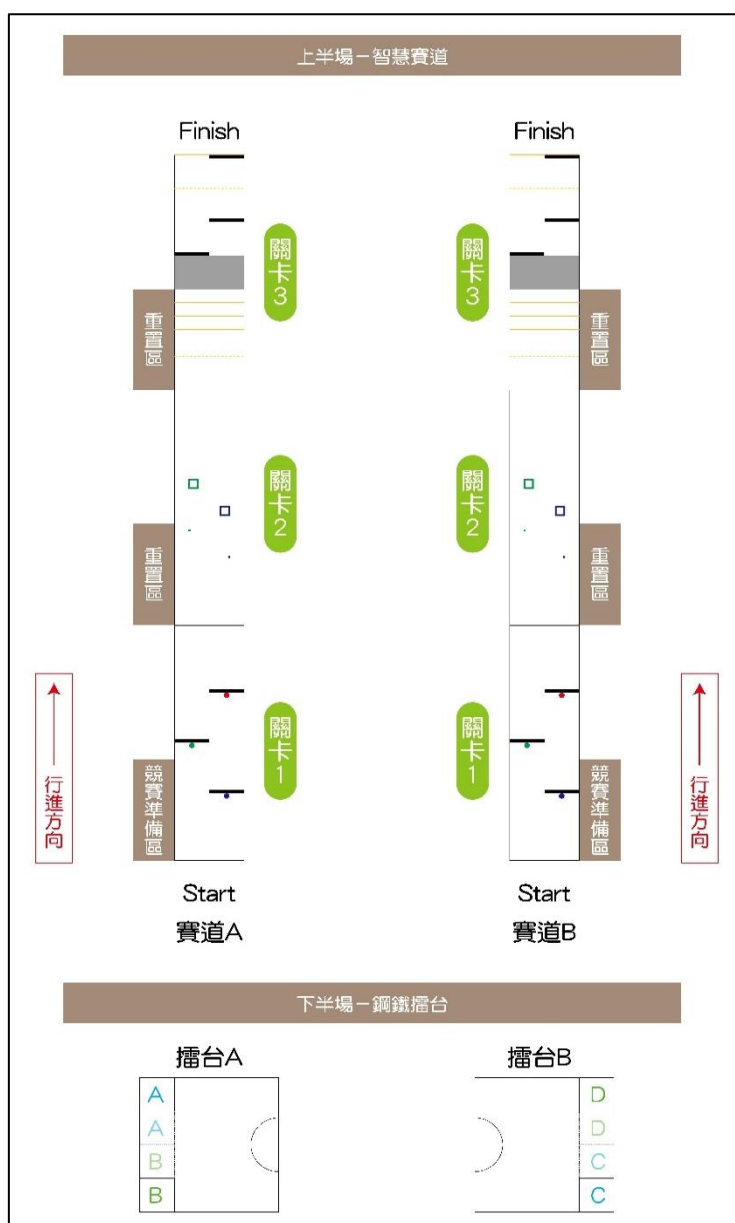 上半場－智慧賽道
Finish
Finish
關卡3
關卡3
重置區
重置區
關卡2
關卡2
重置區
重置區
關卡1
關卡1
行進方向
競賽準備區
競賽準備區
行進方向
Start
Start
賽道A
賽道B
下半場－鋼鐵擂台
擂台A
擂台B
A
D
A
D
B
C
B
C